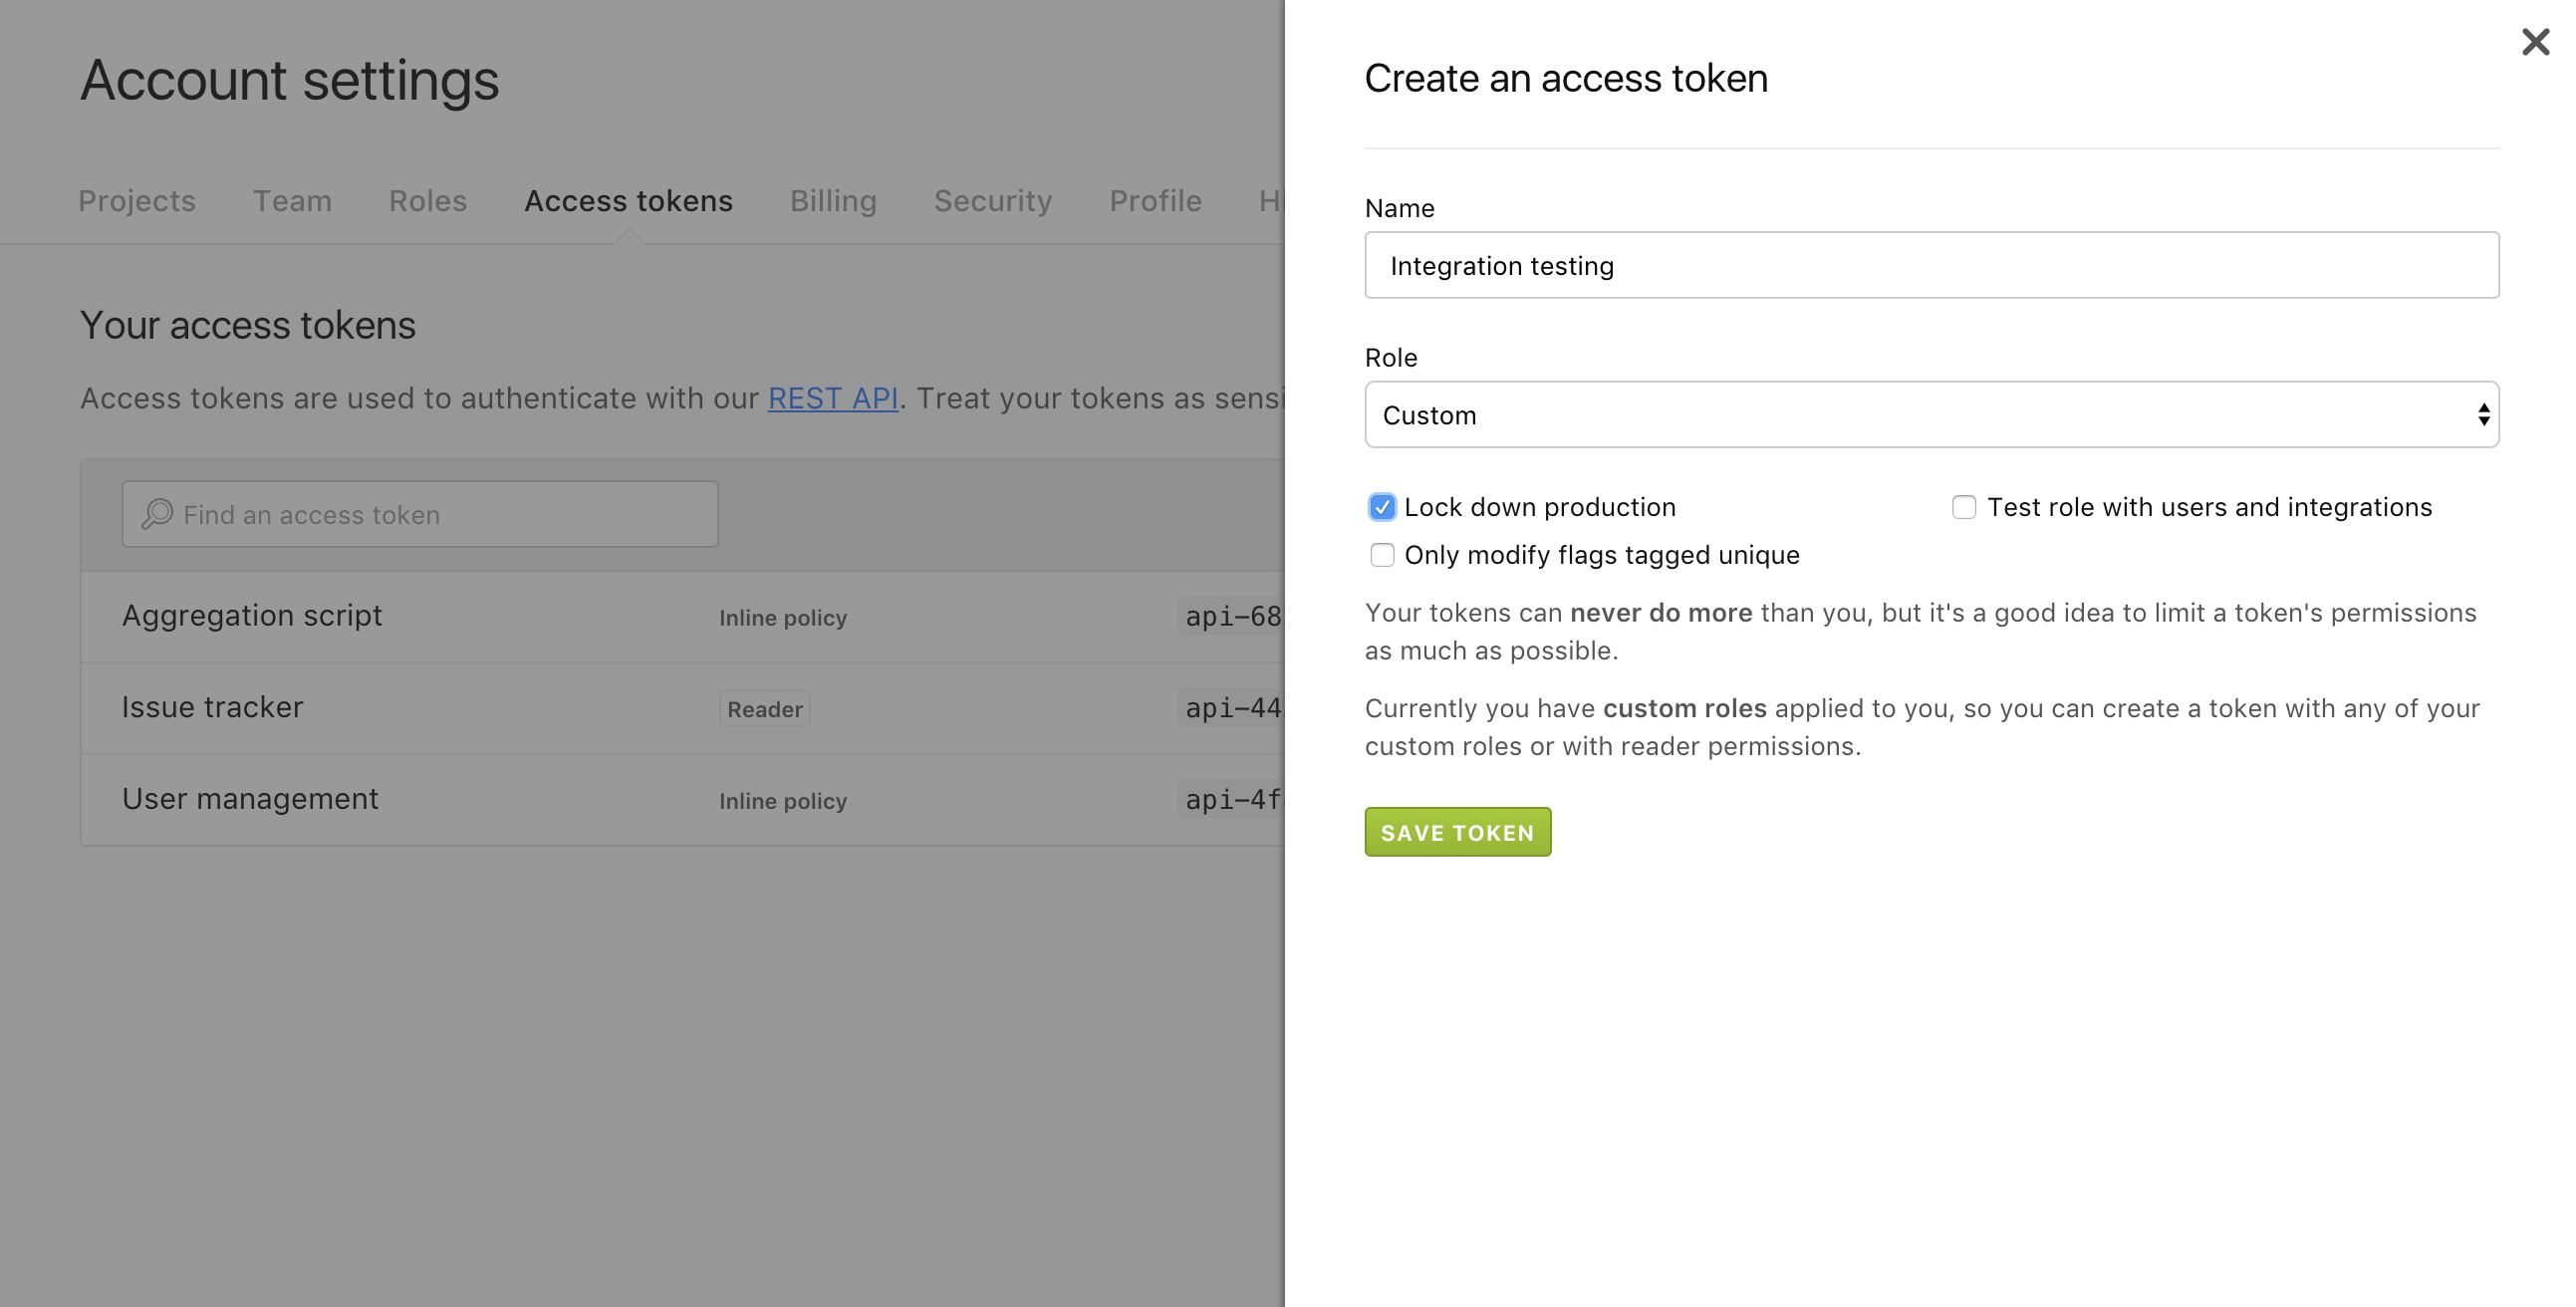 Account settings
Projects Team Roles Access tokens Billing Security Profile
Your access tokens
Access tokens are used to authenticate with our REST API. Treat your tokens as
Find an access token
Aggregation script Inline policy api-68
Issue tracker Reader api-44
User management Inline policy api-4f
Create an access token
Name
Integration testing
Role
Custom
Lock down production Test role with users and integrations
Only modify flags tagged unique
Your tokens can never do more than you, but it's a good idea to limit a token's permissions
as much as possible.
Currently you have custom roles applied to you, so you can create a token with any of your
custom roles or with reader permissions.
SAVE TOKEN